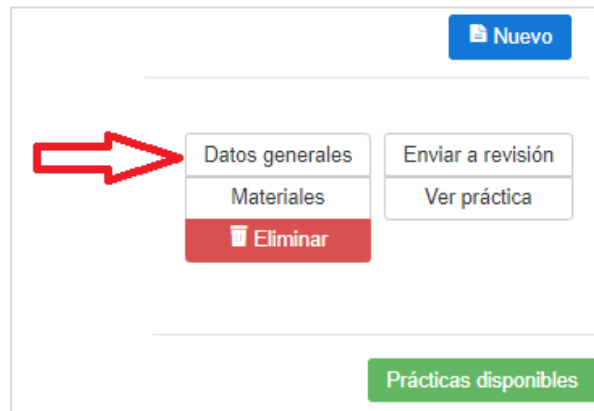 Nuevo
Datos generales
Enviar a revisión
Materiales
Ver práctica
Eliminar
Prácticas disponibles